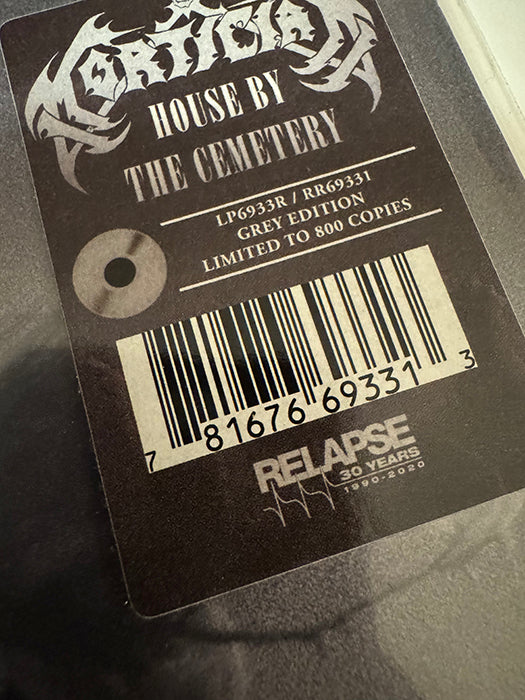 MORTICIAN
HOUSE BY
THE CEMETERY
LP6933R / RR69331
GREY EDITION
LIMITED TO 800 COPIES
7 81676 69331 3
RELAPSE
30 YEARS
1990-2020